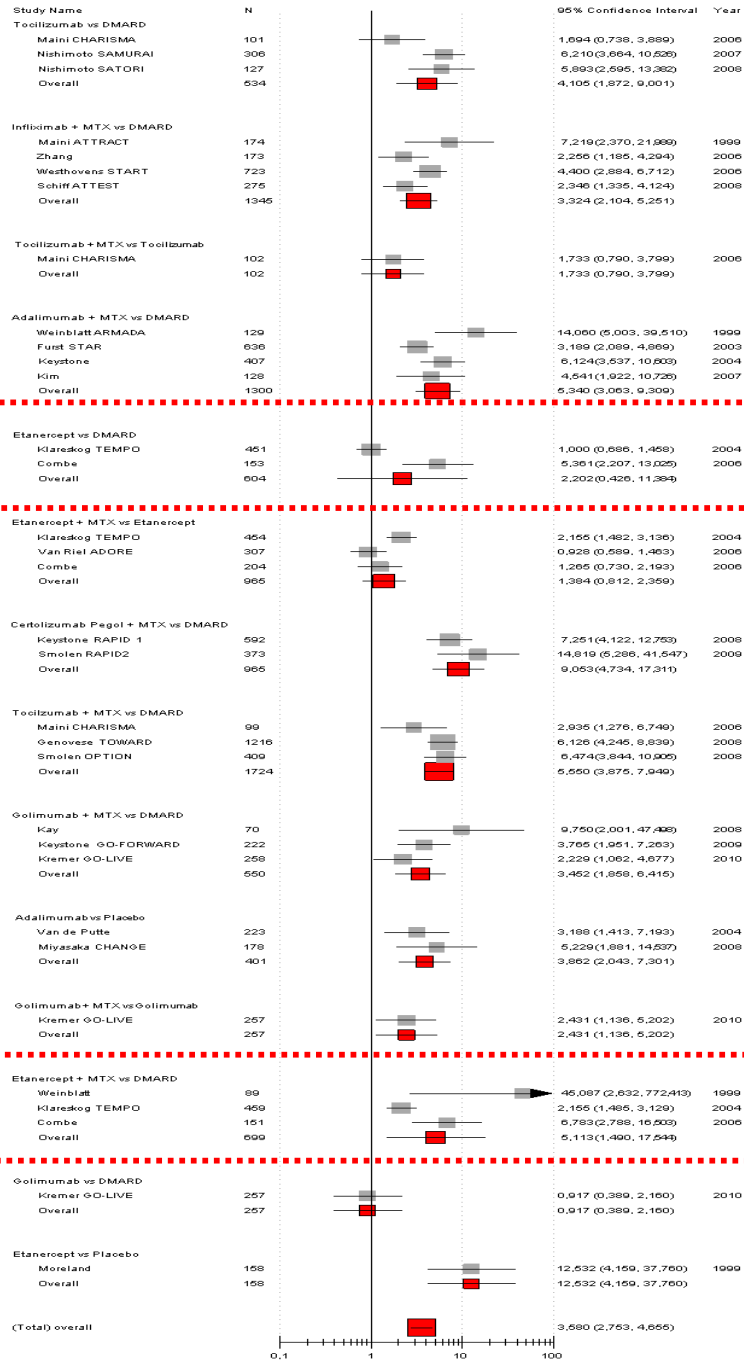 Study Name N 95% Confidence Interval Year
Tocilizumab vs DMARD
Maini CHARISMA 101 1,694 (0,738, 3,889) 2006
Nishimoto SAMURAI 306 6,210 (3,664, 10,526) 2007
Nishimoto SATORI 127 5,893 (2,595, 13,382) 2008
Overall 534 4,105 (1,872, 9,001)
Infliximab + MTX vs DMARD
Maini ATTRACT 174 7,219 (2,370, 21,989) 1999
Zhang 173 2,256 (1,185, 4,294) 2006
Westhovens START 723 4,400 (2,884, 6,712) 2006
Schiff ATTEST 275 2,346 (1,335, 4,124) 2008
Overall 1345 3,324 (2,104, 5,251)
Tocilizumab + MTX vs Tocilizumab
Maini CHARISMA 102 1,733 (0,790, 3,799) 2006
Overall 102 1,733 (0,790, 3,799)
Adalimumab + MTX vs DMARD
Weinblatt ARMADA 129 14,060 (5,003, 39,510) 1999
Furst STAR 636 3,189 (2,089, 4,869) 2003
Keystone 407 6,124 (3,537, 10,603) 2004
Kim 128 4,541 (1,922, 10,726) 2007
Overall 1300 5,340 (3,063, 9,309)
Etanercept vs DMARD
Klareskog TEMPO 451 1,000 (0,686, 1,458) 2004
Combe 153 5,361 (2,207, 13,025) 2006
Overall 604 2,202 (0,426, 11,384)
Etanercept + MTX vs Etanercept
Klareskog TEMPO 454 2,155 (1,482, 3,136) 2004
Van Riel ADORE 307 0,928 (0,589, 1,463) 2006
Combe 204 1,265 (0,730, 2,193) 2006
Overall 965 1,384 (0,812, 2,359)
Certolizumab Pegol + MTX vs DMARD
Keystone RAPID 1 592 7,251 (4,122, 12,753) 2008
Smolen RAPID2 373 14,819 (5,286, 41,547) 2009
Overall 965 9,053 (4,734, 17,311)
Tocilzumab + MTX vs DMARD
Maini CHARISMA 99 2,935 (1,276, 6,749) 2006
Genovese TOWARD 1216 6,126 (4,245, 8,839) 2008
Smolen OPTION 409 6,474 (3,844, 10,905) 2008
Overall 1724 5,550 (3,875, 7,949)
Golimumab + MTX vs DMARD
Kay 70 9,750 (2,001, 47,498) 2008
Keystone GO-FORWARD 222 3,765 (1,951, 7,263) 2009
Kremer GO-LIVE 258 2,229 (1,062, 4,677) 2010
Overall 550 3,452 (1,858, 6,415)
Adalimumab vs Placebo
Van de Putte 223 3,188 (1,413, 7,193) 2004
Miyasaka CHANGE 178 5,229 (1,881, 14,537) 2008
Overall 401 3,862 (2,043, 7,301)
Golimumab + MTX vs Golimumab
Kremer GO-LIVE 257 2,431 (1,136, 5,202) 2010
Overall 257 2,431 (1,136, 5,202)
Etanercept + MTX vs DMARD
Weinblatt 89 45,087 (2,632, 772,413) 1999
Klareskog TEMPO 459 2,155 (1,485, 3,129) 2004
Combe 151 6,783 (2,788, 16,503) 2006
Overall 699 5,113 (1,490, 17,544)
Golimumab vs DMARD
Kremer GO-LIVE 257 0,917 (0,389, 2,160) 2010
Overall 257 0,917 (0,389, 2,160)
Etanercept vs Placebo
Moreland 158 12,532 (4,159, 37,760) 1999
Overall 158 12,532 (4,159, 37,760)
(Total) overall 3,580 (2,753, 4,655)
0,1 1 10 100